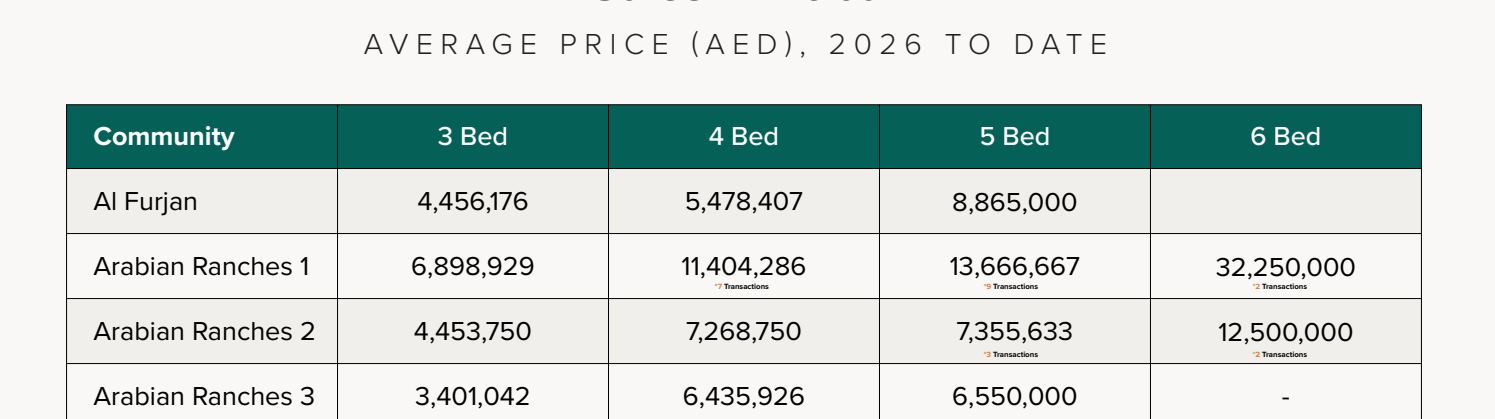 AVERAGE PRICE (AED), 2026 TO DATE
Community 3 Bed 4 Bed 5 Bed 6 Bed
Al Furjan 4,456,176 5,478,407 8,865,000
Arabian Ranches 1 6,898,929 11,404,286 13,666,667 32,250,000
*7 Transactions *9 Transactions *2 Transactions
Arabian Ranches 2 4,453,750 7,268,750 7,355,633 12,500,000
*3 Transactions *2 Transactions
Arabian Ranches 3 3,401,042 6,435,926 6,550,000 -